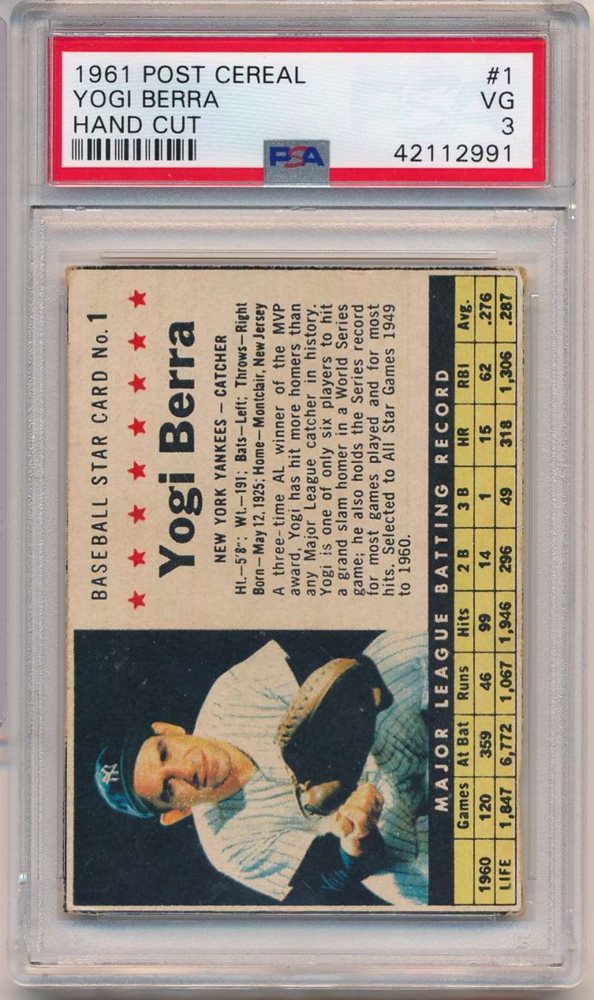 1961 POST CEREAL #1
YOGI BERRA VG
HAND CUT 3
PSA 42112991
BASEBALL STAR CARD No. 1
Yogi Berra
NEW YORK YANKEES — CATCHER
Ht.—5'8"; Wt.—191; Bats—Left; Throws—Right
Born—May 12, 1925; Home—Montclair, New Jersey
A three-time AL winner of the MVP
award, Yogi has hit more homers than
any Major League catcher in history.
Yogi is one of only six players to hit
a grand slam homer in a World Series
game; he also holds the Series record
for most games played and for most
hits. Selected to All Star Games 1949
to 1960.
NY
MAJOR LEAGUE BATTING RECORD
Games At Bat Runs Hits 2 B 3 B HR RBI Avg.
1960 120 359 46 99 14 1 15 62 .276
LIFE 1,847 6,772 1,067 1,946 296 49 318 1,306 .287